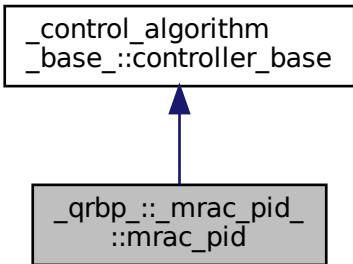 _control_algorithm
_base_::controller_base
_qrbp_::_mrac_pid_
::mrac_pid